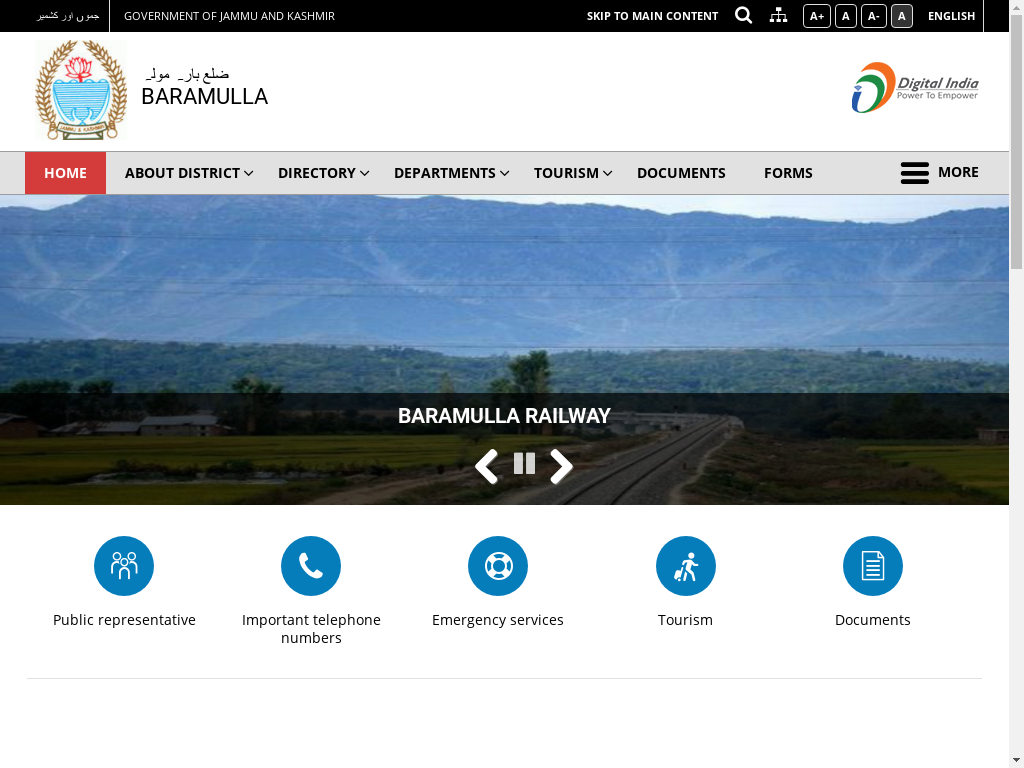 جموں اور کشمیر
GOVERNMENT OF JAMMU AND KASHMIR
SKIP TO MAIN CONTENT
A+
A
A-
A
ENGLISH
ضلع بارہ مولہ
BARAMULLA
JAMMU & KASHMIR
Digital India
Power To Empower
HOME
ABOUT DISTRICT
DIRECTORY
DEPARTMENTS
TOURISM
DOCUMENTS
FORMS
MORE
BARAMULLA RAILWAY
Public representative
Important telephone
numbers
Emergency services
Tourism
Documents